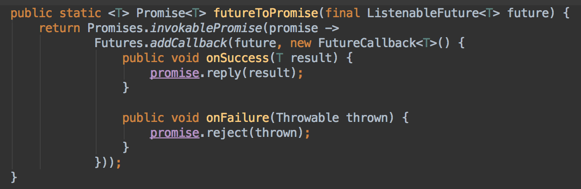 public static <T> Promise<T> futureToPromise(final ListenableFuture<T> future) {
    return Promises.invokablePromise(promise ->
            Futures.addCallback(future, new FutureCallback<T>() {
                public void onSuccess(T result) {
                    promise.reply(result);
                }

                public void onFailure(Throwable thrown) {
                    promise.reject(thrown);
                }
            }));
}